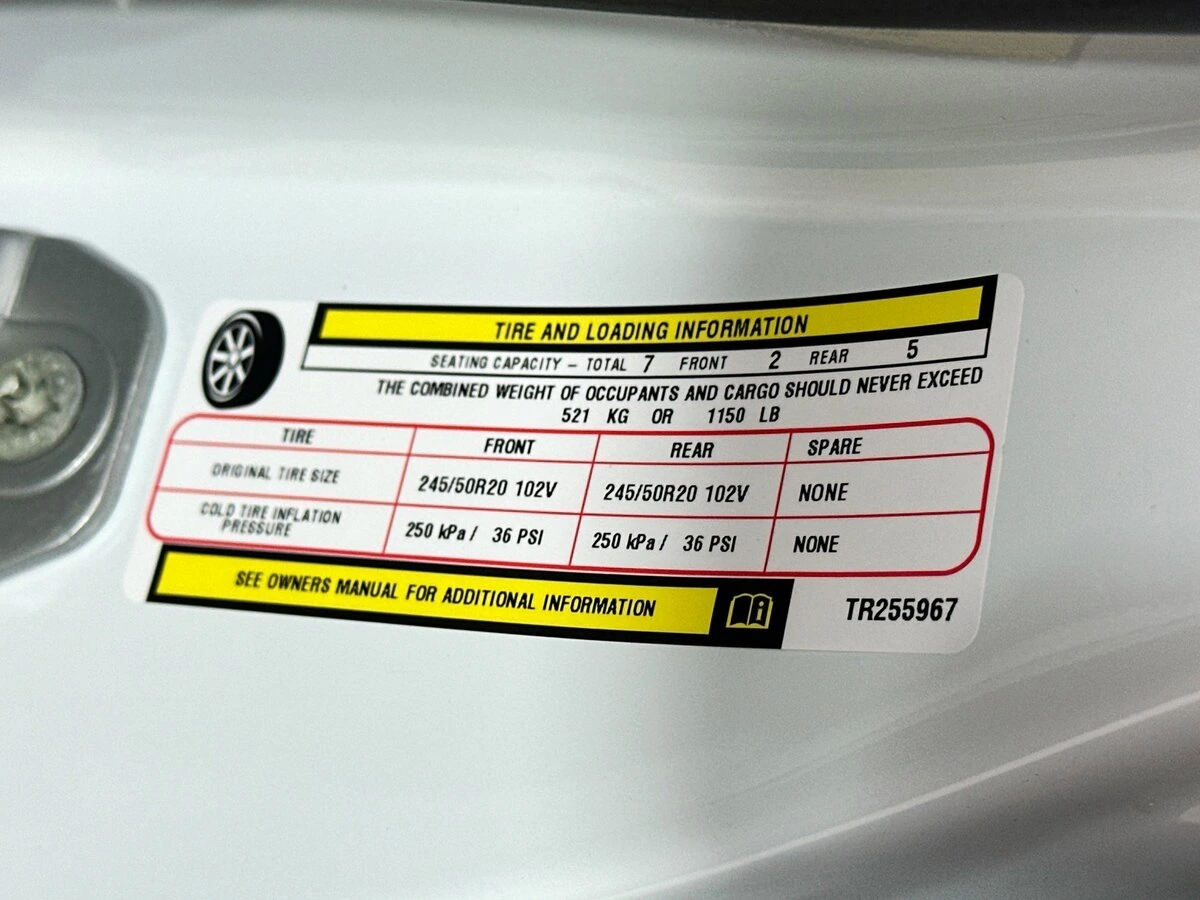 TIRE AND LOADING INFORMATION
SEATING CAPACITY – TOTAL 7 FRONT 2 REAR 5
THE COMBINED WEIGHT OF OCCUPANTS AND CARGO SHOULD NEVER EXCEED
521 KG OR 1150 LB
TIRE FRONT REAR SPARE
ORIGINAL TIRE SIZE 245/50R20 102V 245/50R20 102V NONE
COLD TIRE INFLATION
PRESSURE 250 kPa / 36 PSI 250 kPa / 36 PSI NONE
SEE OWNERS MANUAL FOR ADDITIONAL INFORMATION
TR255967